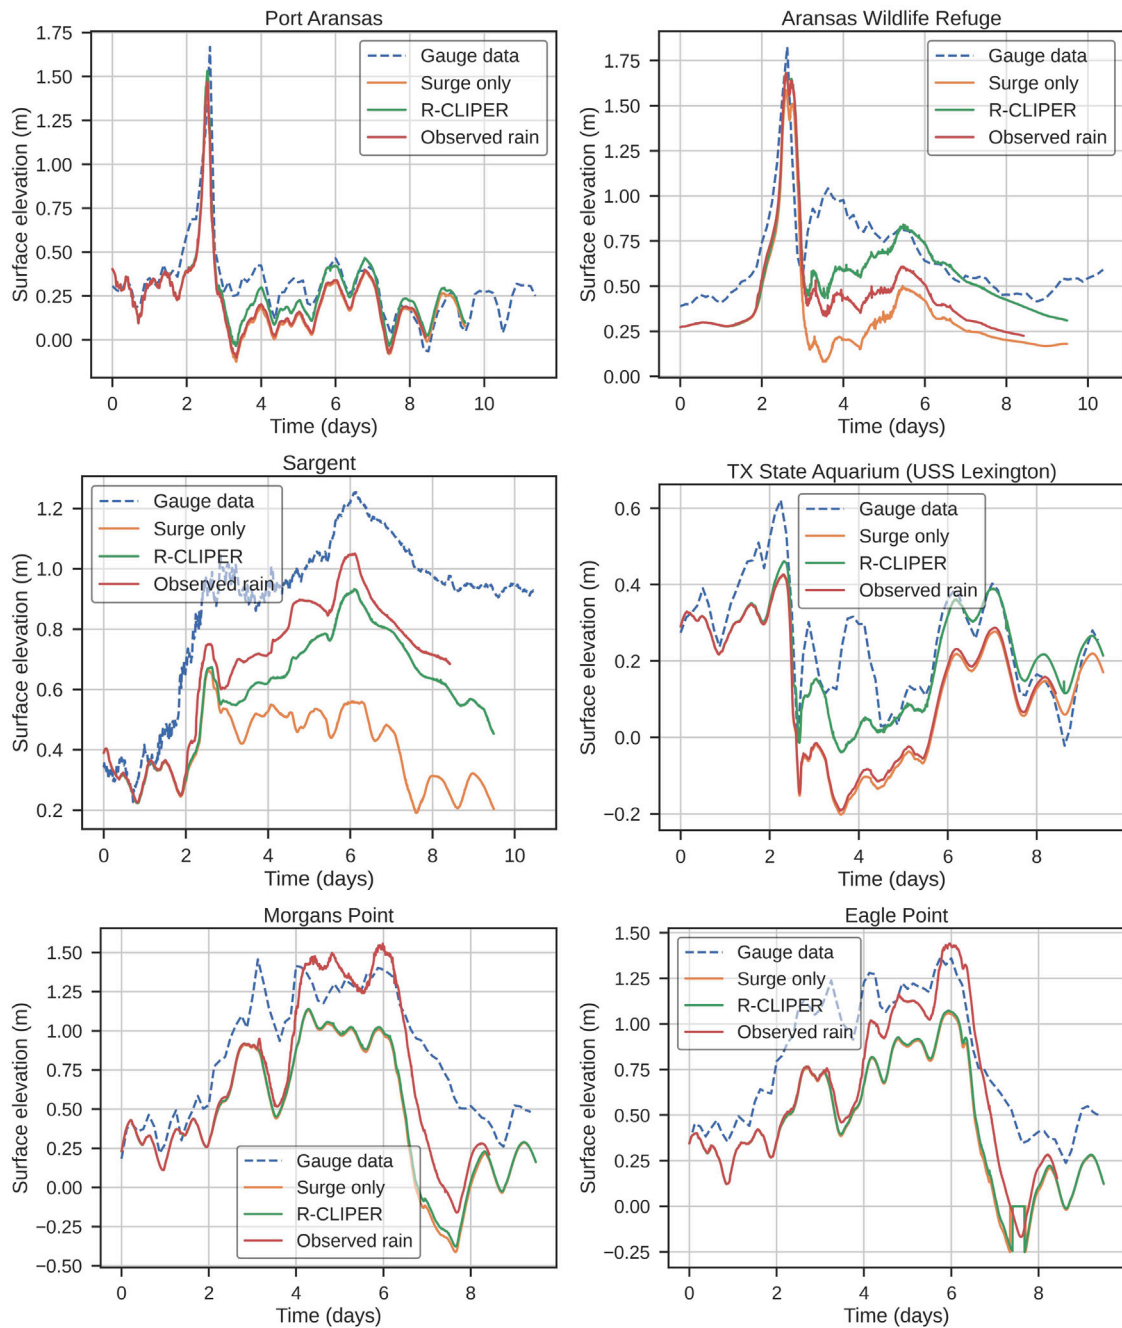 Port Aransas
1.75
1.50
1.25
1.00
0.75
0.50
0.25
0.00
Surface elevation (m)
Gauge data
Surge only
R-CLIPER
Observed rain
0 2 4 6 8 10
Time (days)
Aransas Wildlife Refuge
1.75
1.50
1.25
1.00
0.75
0.50
0.25
0.00
Surface elevation (m)
Gauge data
Surge only
R-CLIPER
Observed rain
0 2 4 6 8 10
Time (days)
Sargent
1.2
1.0
0.8
0.6
0.4
0.2
Surface elevation (m)
Gauge data
Surge only
R-CLIPER
Observed rain
0 2 4 6 8 10
Time (days)
TX State Aquarium (USS Lexington)
0.6
0.4
0.2
0.0
−0.2
Surface elevation (m)
Gauge data
Surge only
R-CLIPER
Observed rain
0 2 4 6 8
Time (days)
Morgans Point
1.50
1.25
1.00
0.75
0.50
0.25
0.00
−0.25
−0.50
Surface elevation (m)
Gauge data
Surge only
R-CLIPER
Observed rain
0 2 4 6 8
Time (days)
Eagle Point
1.50
1.25
1.00
0.75
0.50
0.25
0.00
−0.25
Surface elevation (m)
Gauge data
Surge only
R-CLIPER
Observed rain
0 2 4 6 8
Time (days)